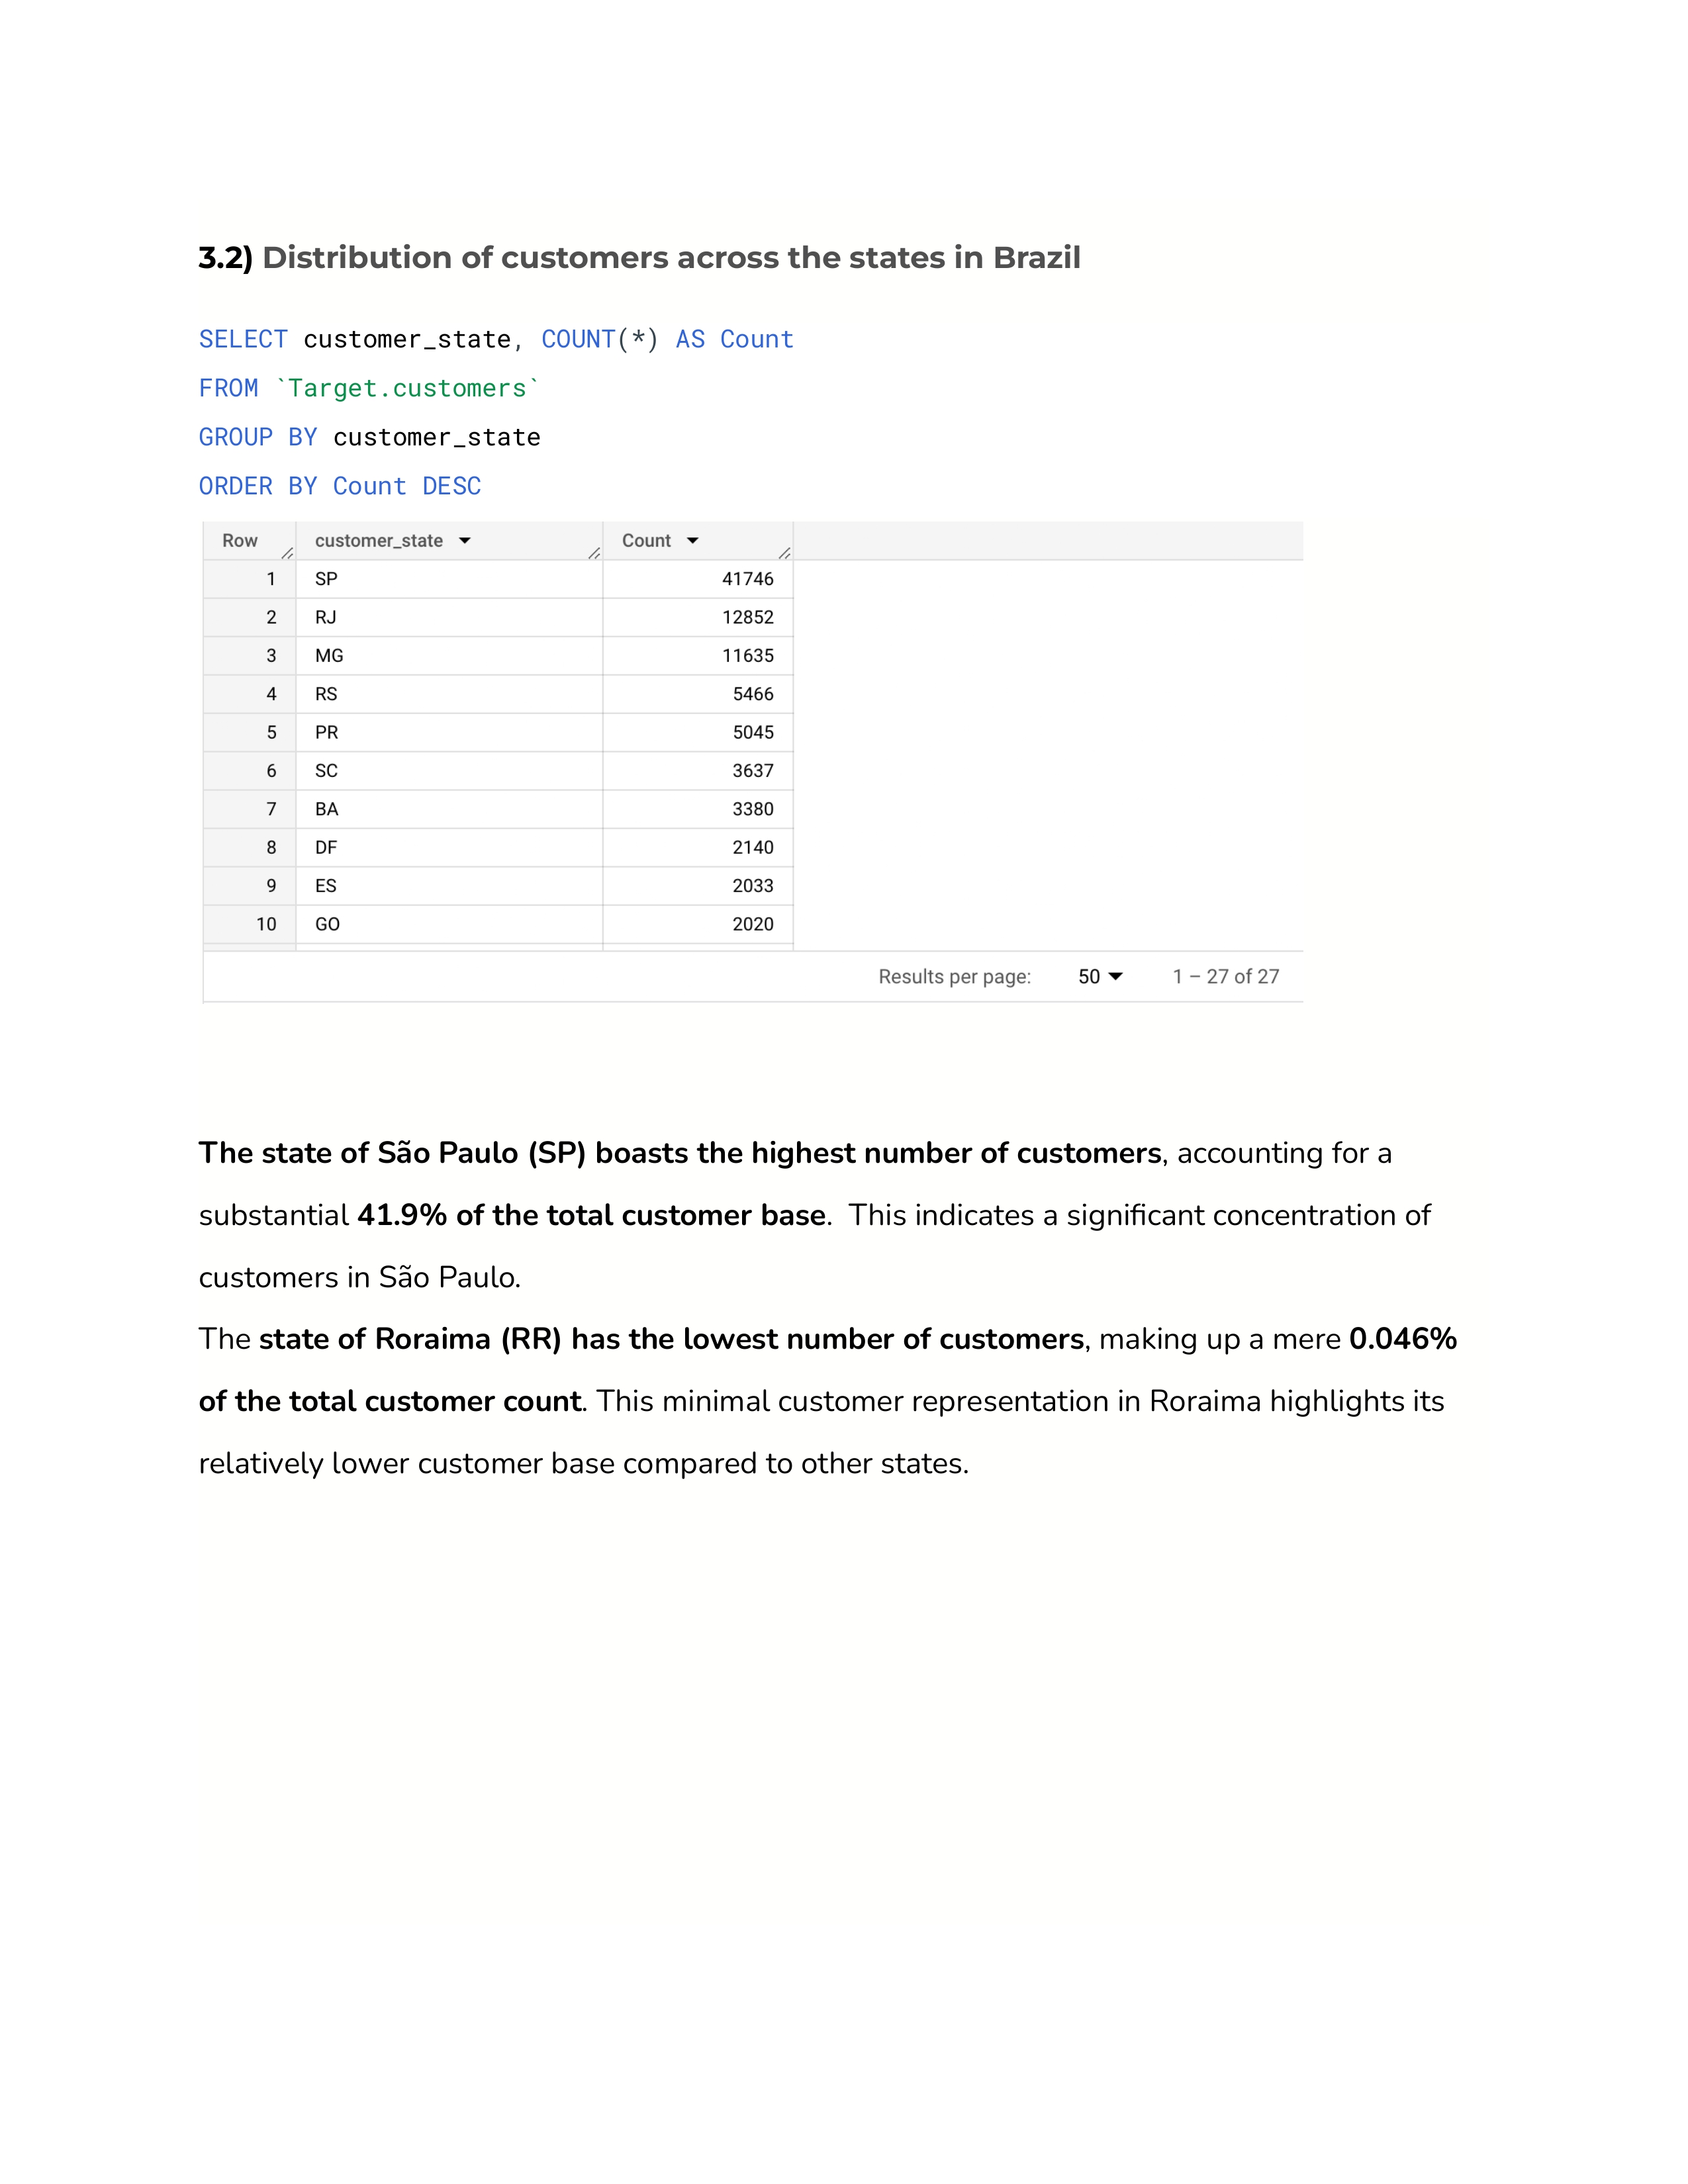 3.2) Distribution of customers across the states in Brazil
SELECT customer_state, COUNT(*) AS Count
FROM `Target.customers`
GROUP BY customer_state
ORDER BY Count DESC
Row customer_state Count
1 SP 41746
2 RJ 12852
3 MG 11635
4 RS 5466
5 PR 5045
6 SC 3637
7 BA 3380
8 DF 2140
9 ES 2033
10 GO 2020
Results per page: 50 1 – 27 of 27
The state of São Paulo (SP) boasts the highest number of customers, accounting for a
substantial 41.9% of the total customer base.  This indicates a significant concentration of
customers in São Paulo.
The state of Roraima (RR) has the lowest number of customers, making up a mere 0.046%
of the total customer count. This minimal customer representation in Roraima highlights its
relatively lower customer base compared to other states.